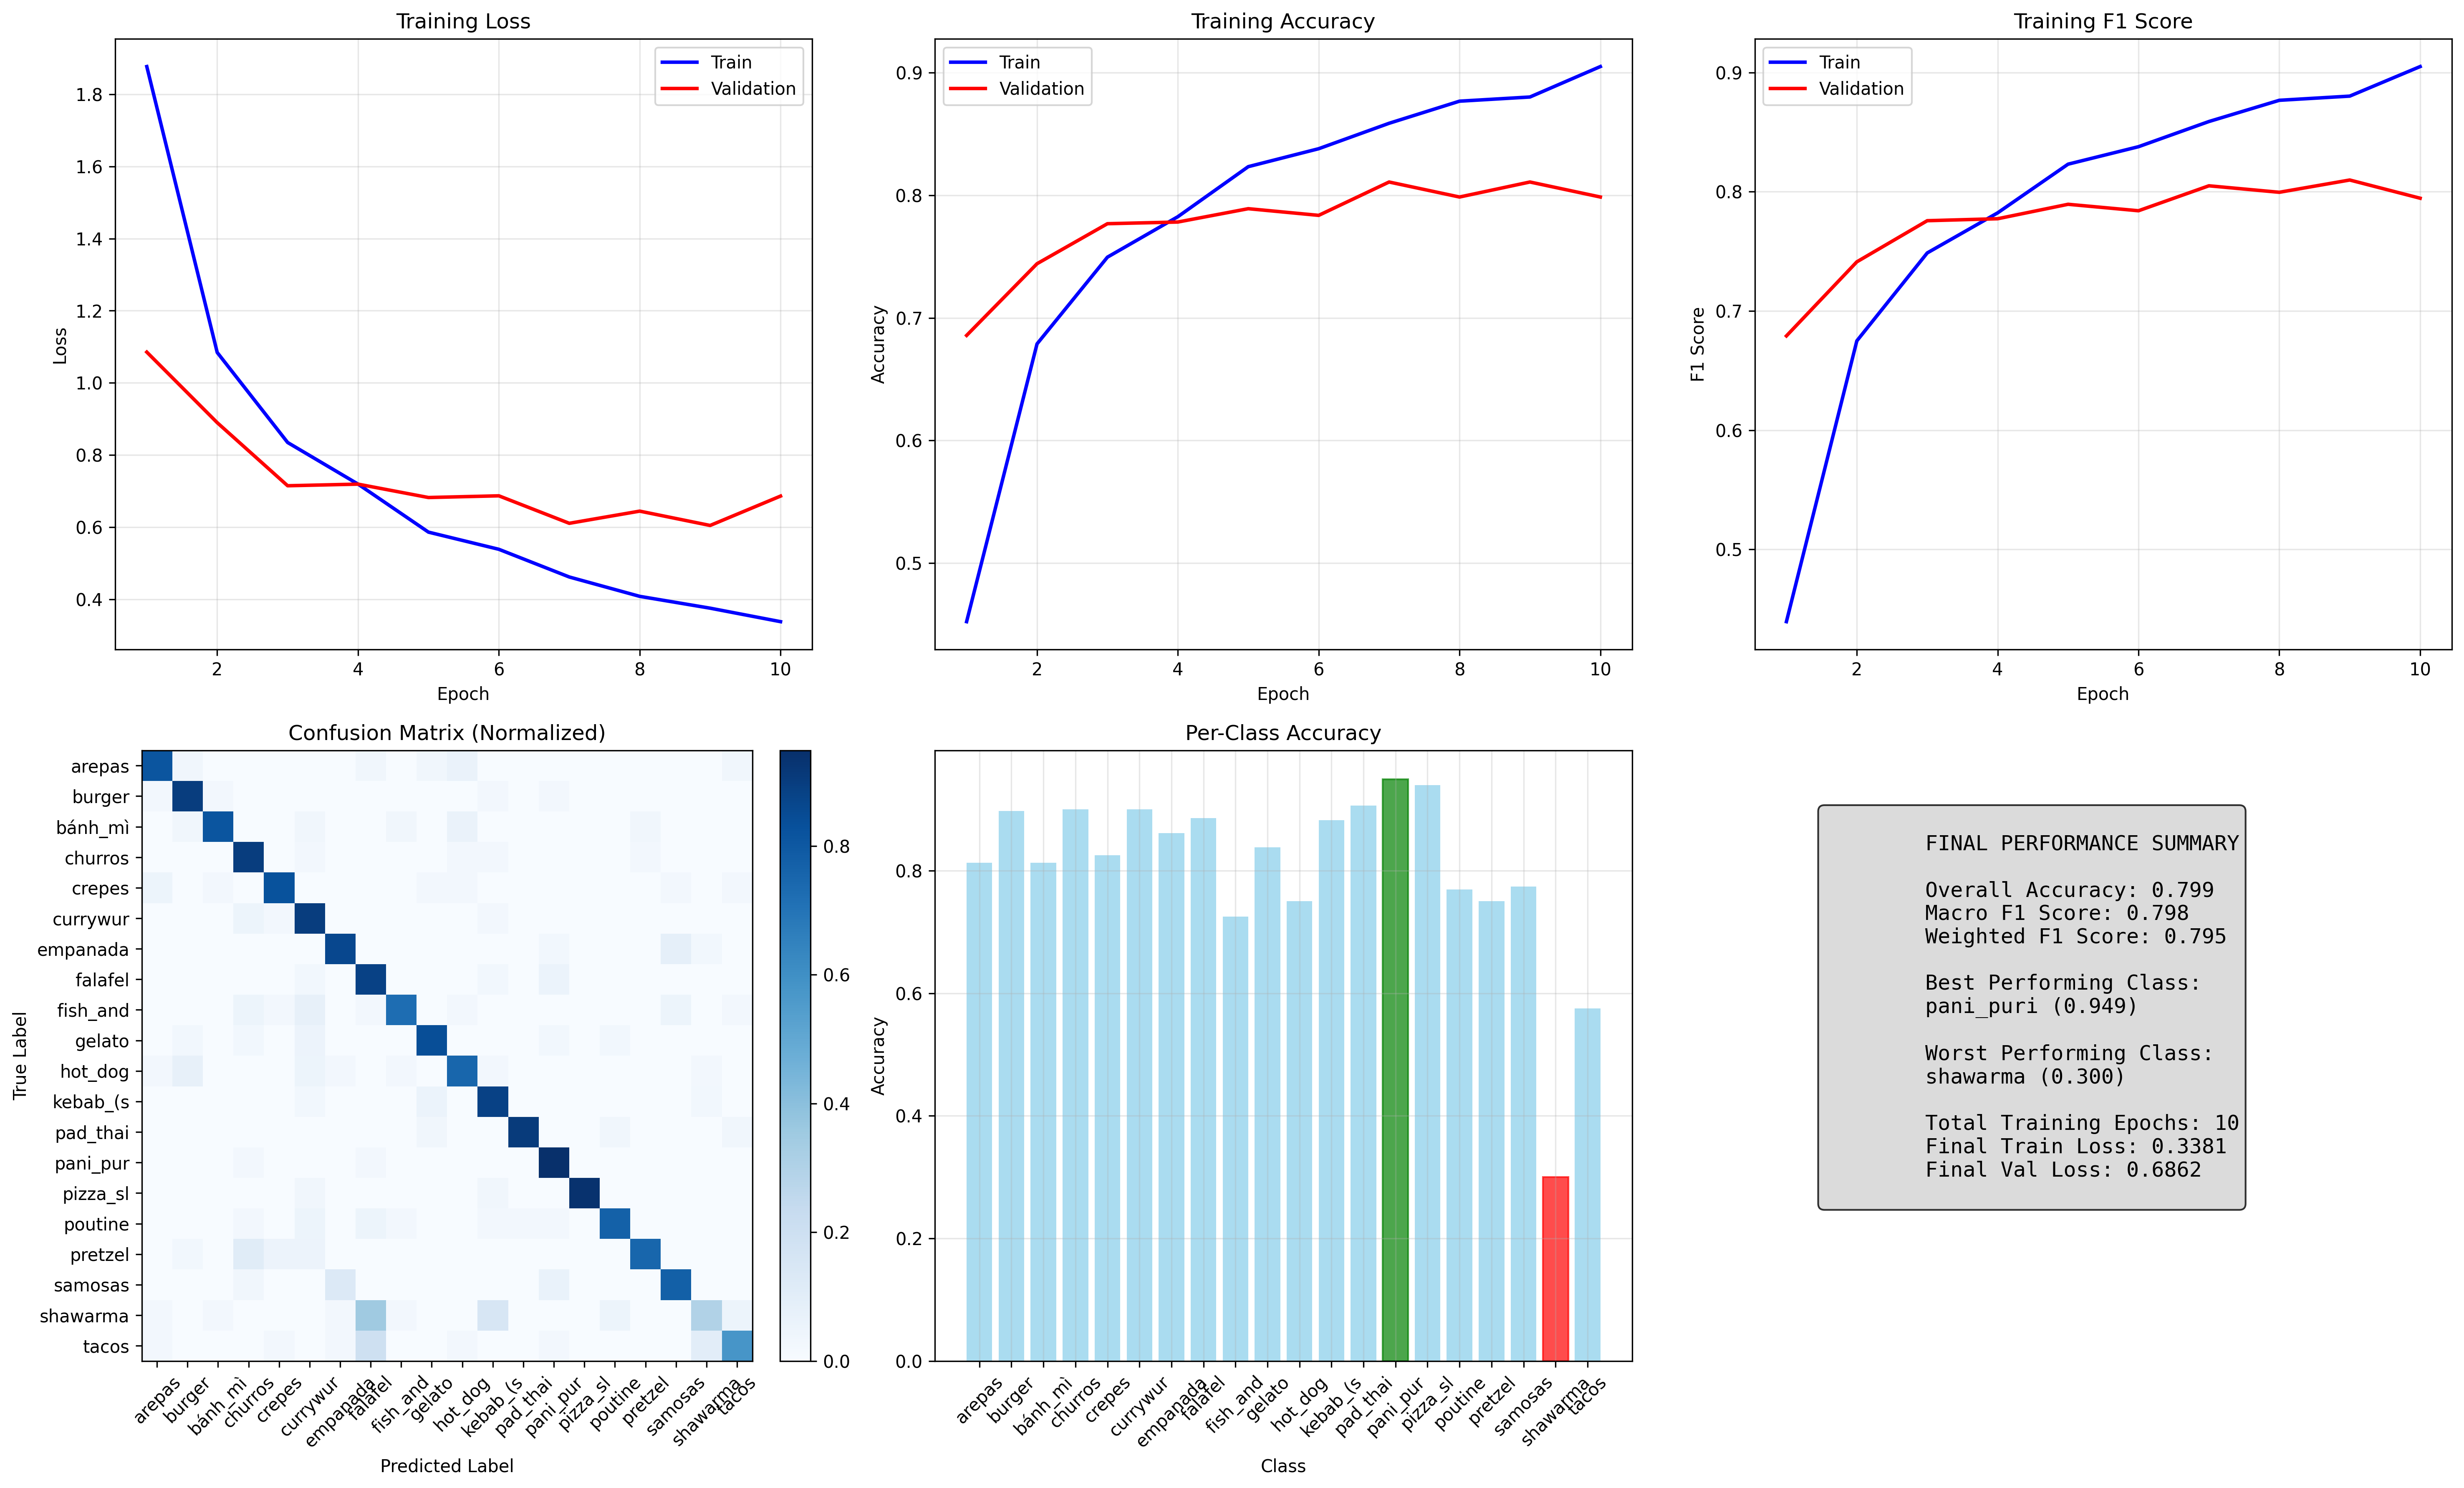 Training Loss
Train
Validation
1.8
1.6
1.4
1.2
1.0
0.8
0.6
0.4
Loss
2 4 6 8 10
Epoch
Training Accuracy
Train
Validation
0.9
0.8
0.7
0.6
0.5
Accuracy
2 4 6 8 10
Epoch
Training F1 Score
Train
Validation
0.9
0.8
0.7
0.6
0.5
F1 Score
2 4 6 8 10
Epoch
Confusion Matrix (Normalized)
True Label
arepas
burger
bánh_mì
churros
crepes
currywur
empanada
falafel
fish_and
gelato
hot_dog
kebab_(s
pad_thai
pani_pur
pizza_sl
poutine
pretzel
samosas
shawarma
tacos
arepas
burger
bánh_mì
churros
crepes
currywur
empanada
falafel
fish_and
gelato
hot_dog
kebab_(s
pad_thai
pani_pur
pizza_sl
poutine
pretzel
samosas
shawarma
tacos
Predicted Label
0.8
0.6
0.4
0.2
0.0
Per-Class Accuracy
Accuracy
0.8
0.6
0.4
0.2
0.0
arepas
burger
bánh_mì
churros
crepes
currywur
empanada
falafel
fish_and
gelato
hot_dog
kebab_(s
pad_thai
pani_pur
pizza_sl
poutine
pretzel
samosas
shawarma
tacos
Class
FINAL PERFORMANCE SUMMARY
Overall Accuracy: 0.799
Macro F1 Score: 0.798
Weighted F1 Score: 0.795
Best Performing Class:
pani_puri (0.949)
Worst Performing Class:
shawarma (0.300)
Total Training Epochs: 10
Final Train Loss: 0.3381
Final Val Loss: 0.6862